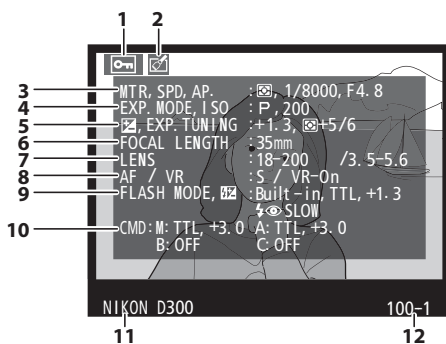 1 2
3 MTR, SPD, AP. : , 1/8000, F4. 8
4 EXP. MODE, ISO : P, 200
5 , EXP. TUNING : +1. 3, +5/6
6 FOCAL LENGTH : 35mm
7 LENS : 18-200 /3. 5-5.6
8 AF / VR : S / VR-On
9 FLASH MODE, : Built-in, TTL, +1. 3
SLOW
10 CMD: M: TTL, +3. 0 A: TTL, +3. 0
B: OFF C: OFF
NIKON D300 100-1
11 12